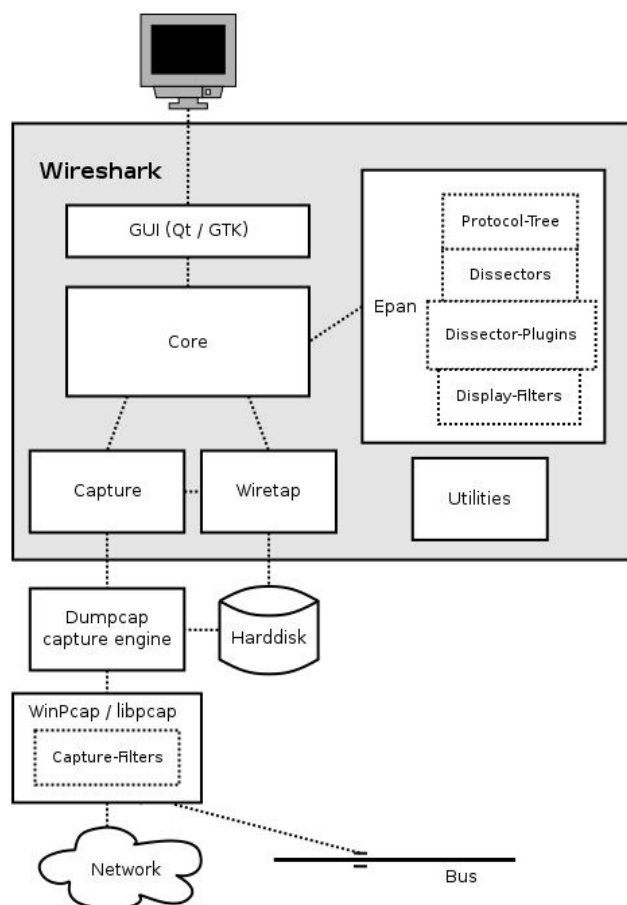 Wireshark
GUI (Qt / GTK)
Core
Epan
Protocol-Tree
Dissectors
Dissector-Plugins
Display-Filters
Capture
Wiretap
Utilities
Dumpcap
capture engine
Harddisk
WinPcap / libpcap
Capture-Filters
Network
Bus